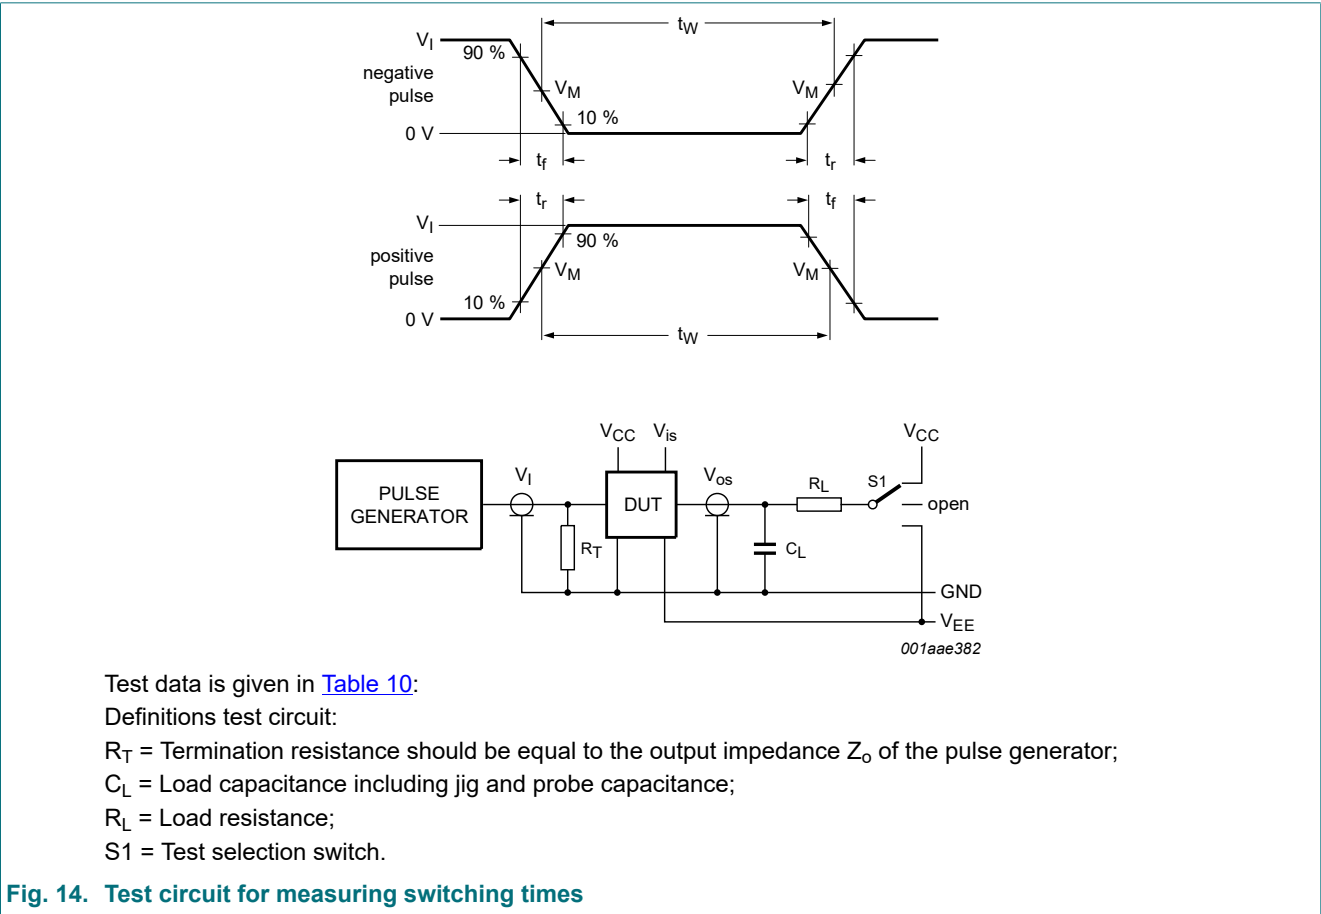 tW
VI
90 %
negative
pulse
VM
VM
10 %
0 V
tf
tr
tr
tf
VI
90 %
positive
pulse
VM
VM
10 %
0 V
tW
VCC
Vis
VCC
PULSE
GENERATOR
VI
DUT
Vos
RL
S1
open
RT
CL
GND
VEE
001aae382
Test data is given in Table 10:
Definitions test circuit:
RT = Termination resistance should be equal to the output impedance Zo of the pulse generator;
CL = Load capacitance including jig and probe capacitance;
RL = Load resistance;
S1 = Test selection switch.
Fig. 14. Test circuit for measuring switching times